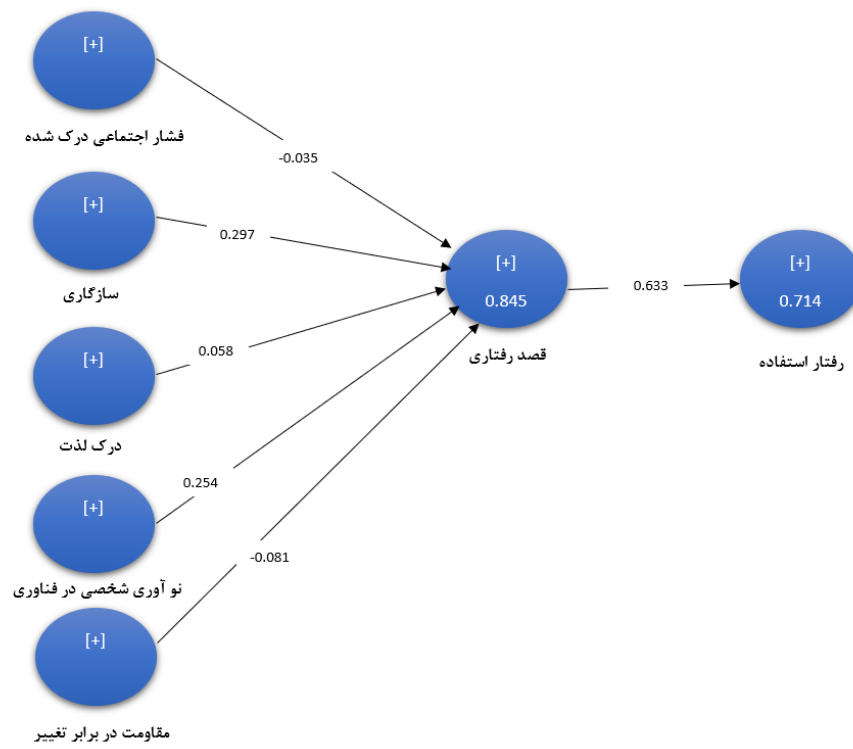 [+]
فشار اجتماعی درک شده
-0.035
[+]
سازگاری
0.297
[+]
درک لذت
0.058
[+]
نو آوری شخصی در فناوری
0.254
[+]
مقاومت در برابر تغییر
-0.081
[+]
0.845
قصد رفتاری
0.633
[+]
0.714
رفتار استفاده